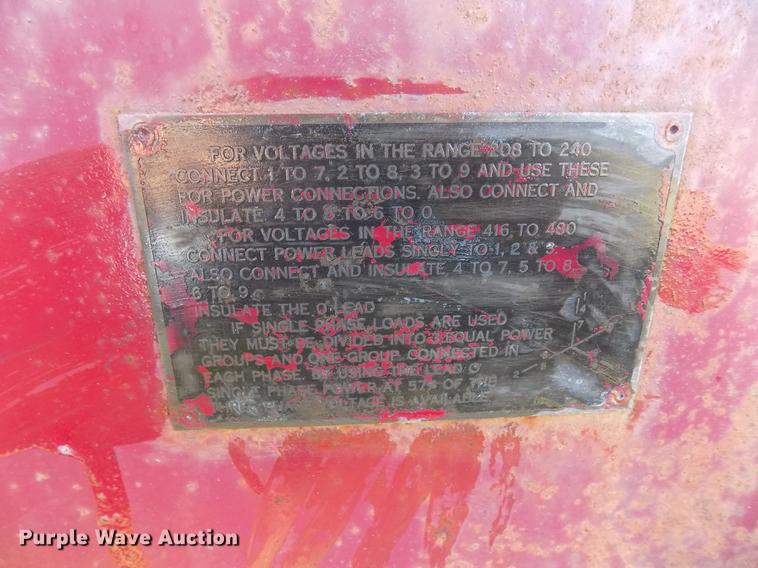 FOR VOLTAGES IN THE RANGE 208 TO 240
CONNECT 1 TO 7, 2 TO 8, 3 TO 9 AND USE THESE
FOR POWER CONNECTIONS. ALSO CONNECT AND
INSULATE 4 TO 5 TO 6 TO 0.
FOR VOLTAGES IN THE RANGE 416 TO 480
CONNECT POWER LEADS SINGLY TO 1, 2 & 3
ALSO CONNECT AND INSULATE 4 TO 7, 5 TO 8,
6 TO 9.
INSULATE THE O LEAD
IF SINGLE PHASE LOADS ARE USED
THEY MUST BE DIVIDED INTO 3 EQUAL POWER
GROUPS AND ONE GROUP CONNECTED IN
EACH PHASE. BY USING THE LEAD O
SINGLE PHASE POWER AT 57% OF THE
VOLTAGE IS AVAILABLE
Purple Wave Auction